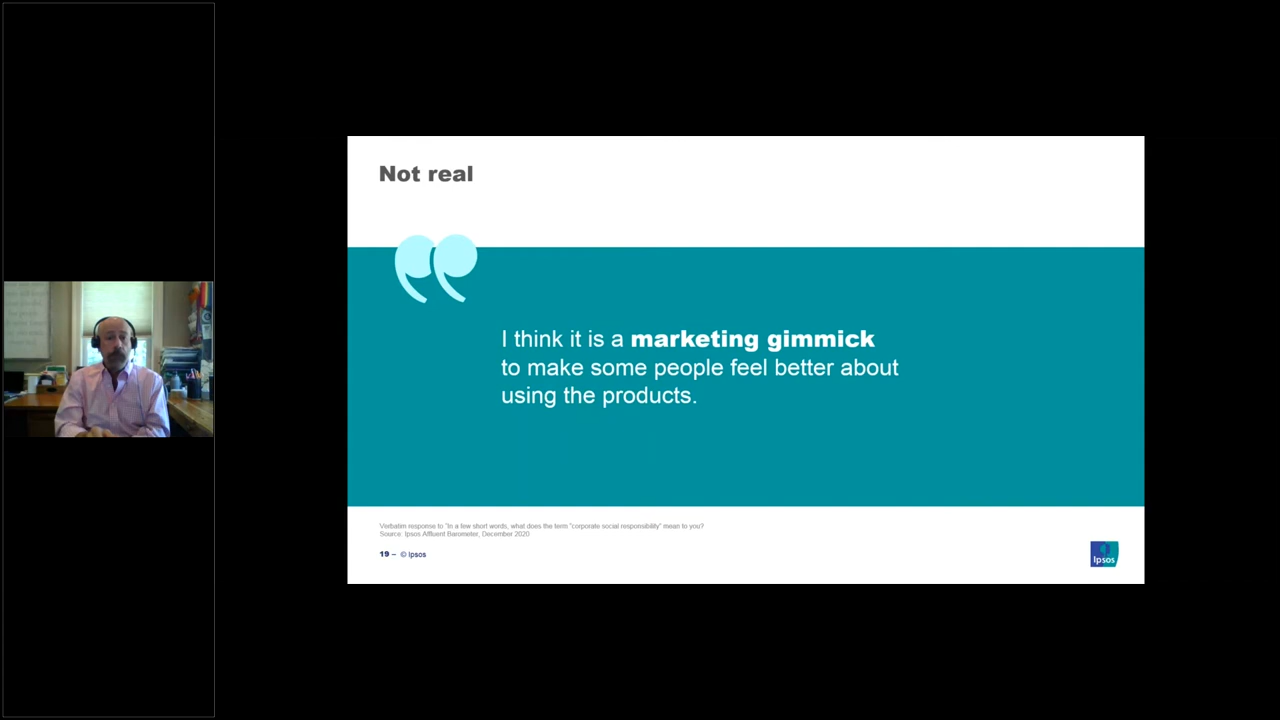 Not real
I think it is a marketing gimmick
to make some people feel better about
using the products.
Verbatim response to "In a few short words, what does the term "corporate social responsibility" mean to you?
Source: Ipsos Affluent Barometer, December 2020
19 – © Ipsos
Ipsos